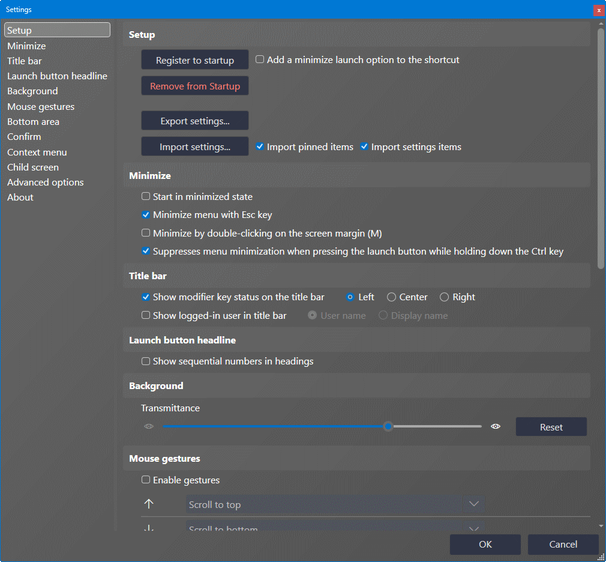 Settings
Setup
Minimize
Title bar
Launch button headline
Background
Mouse gestures
Bottom area
Confirm
Context menu
Child screen
Advanced options
About
Setup
Register to startup
Add a minimize launch option to the shortcut
Remove from Startup
Export settings...
Import settings...
Import pinned items
Import settings items
Minimize
Start in minimized state
Minimize menu with Esc key
Minimize by double-clicking on the screen margin (M)
Suppresses menu minimization when pressing the launch button while holding down the Ctrl key
Title bar
Show modifier key status on the title bar
Left
Center
Right
Show logged-in user in title bar
User name
Display name
Launch button headline
Show sequential numbers in headings
Background
Transmittance
Reset
Mouse gestures
Enable gestures
Scroll to top
Scroll to bottom
OK
Cancel